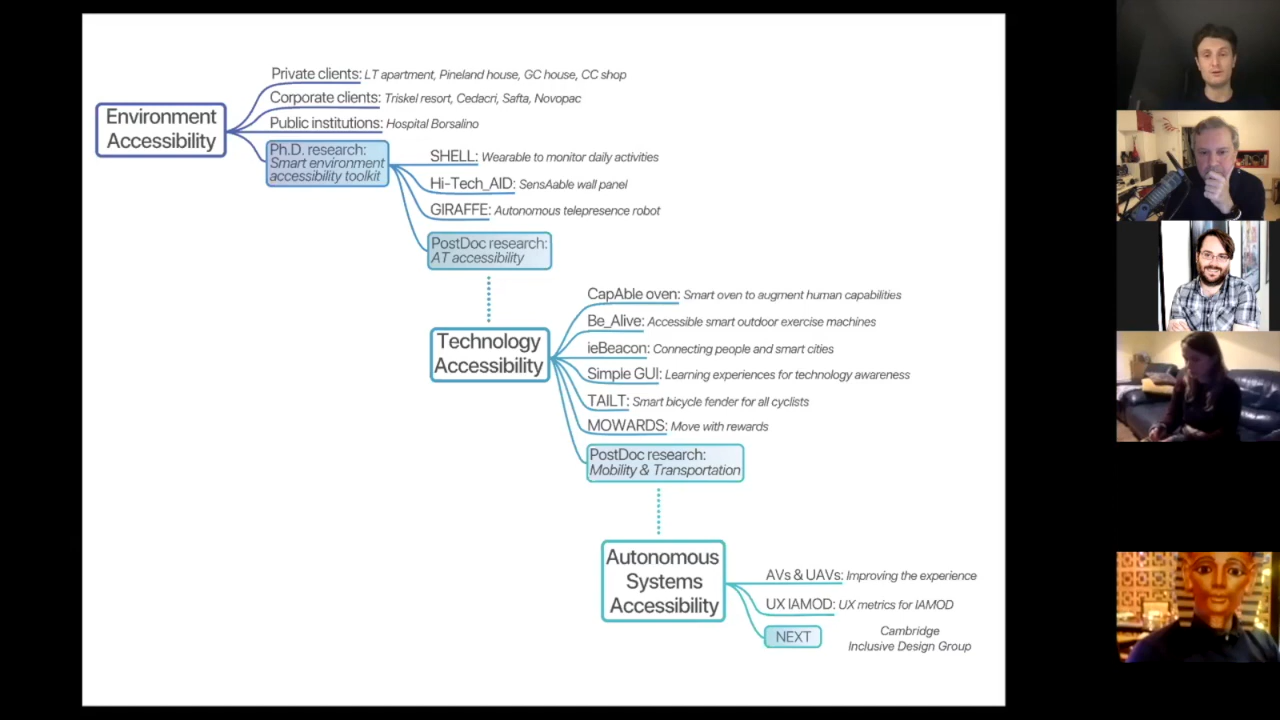 Environment
Accessibility
Private clients: LT apartment, Pineland house, GC house, CC shop
Corporate clients: Triskel resort, Cedacri, Safta, Novopac
Public institutions: Hospital Borsalino
Ph.D. research:
Smart environment
accessibility toolkit
SHELL: Wearable to monitor daily activities
Hi-Tech_AID: SensAable wall panel
GIRAFFE: Autonomous telepresence robot
PostDoc research:
AT accessibility
Technology
Accessibility
CapAble oven: Smart oven to augment human capabilities
Be_Alive: Accessible smart outdoor exercise machines
ieBeacon: Connecting people and smart cities
Simple GUI: Learning experiences for technology awareness
TAILT: Smart bicycle fender for all cyclists
MOWARDS: Move with rewards
PostDoc research:
Mobility & Transportation
Autonomous
Systems
Accessibility
AVs & UAVs: Improving the experience
UX IAMOD: UX metrics for IAMOD
NEXT
Cambridge
Inclusive Design Group